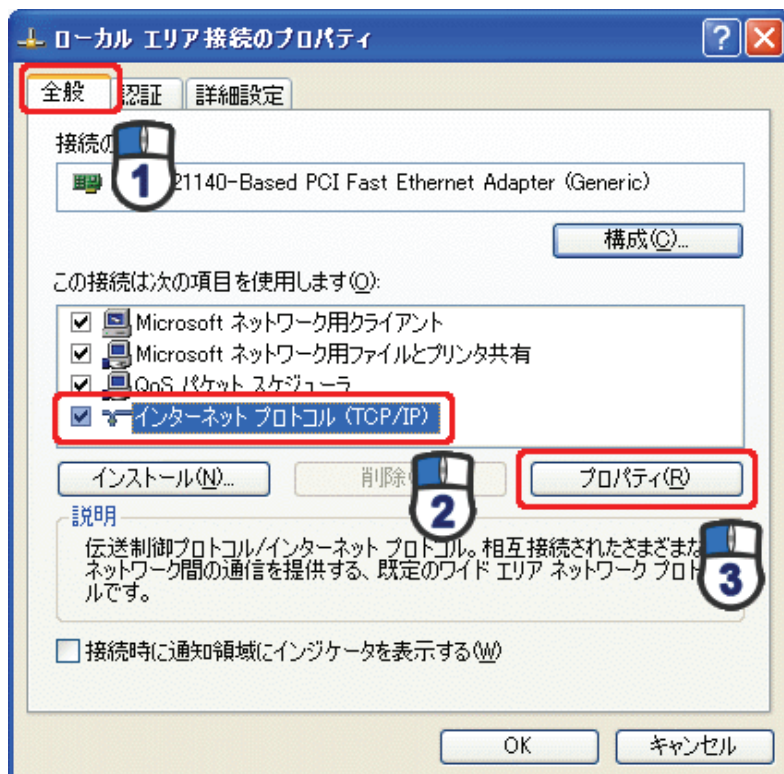 ローカル エリア接続のプロパティ
全般
認証
詳細設定
接続の
1
21140-Based PCI Fast Ethernet Adapter (Generic)
構成(C)...
この接続は次の項目を使用します(O):
Microsoft ネットワーク用クライアント
Microsoft ネットワーク用ファイルとプリンタ共有
QoS パケット スケジューラ
インターネット プロトコル (TCP/IP)
インストール(N)...
削除
プロパティ(R)
2
3
説明
伝送制御プロトコル/インターネット プロトコル。相互接続されたさまざまな
ネットワーク間の通信を提供する、既定のワイド エリア ネットワーク プロト
ルです。
接続時に通知領域にインジケータを表示する(W)
OK
キャンセル